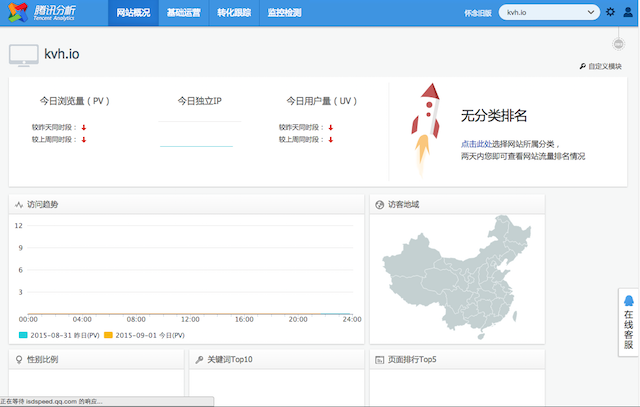 腾讯分析
Tencent Analytics
网站概况
基础运营
转化跟踪
监控检测
怀念旧版
kvh.io
kvh.io
自定义模块
今日浏览量（PV）
较昨天同时段：
较上周同时段：
今日独立IP
今日用户量（UV）
较昨天同时段：
较上周同时段：
无分类排名
点击此处选择网站所属分类，
两天内您即可查看网站流量排名情况
访问趋势
12
9
6
3
00:00 04:00 08:00 12:00 16:00 20:00 24:00
2015-08-31 昨日(PV) 2015-09-01 今日(PV)
访客地域
在线客服
性别比例
关键词Top10
页面排行Top5
正在等待 isdspeed.qq.com 的响应...